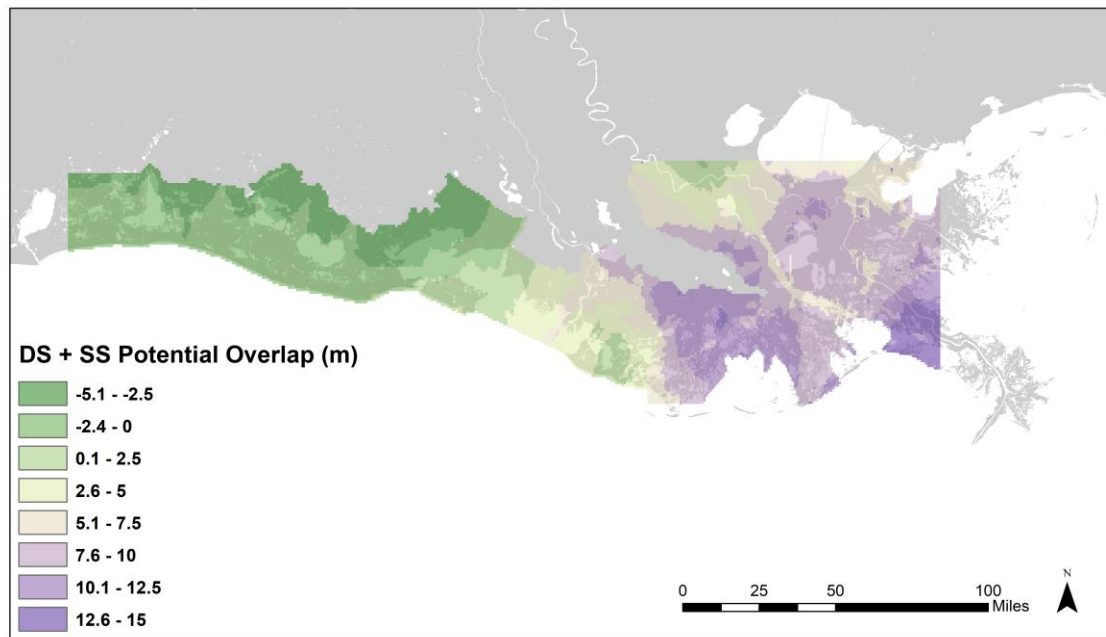 DS + SS Potential Overlap (m)
-5.1 - -2.5
-2.4 - 0
0.1 - 2.5
2.6 - 5
5.1 - 7.5
7.6 - 10
10.1 - 12.5
12.6 - 15
0 25 50 100
Miles
N